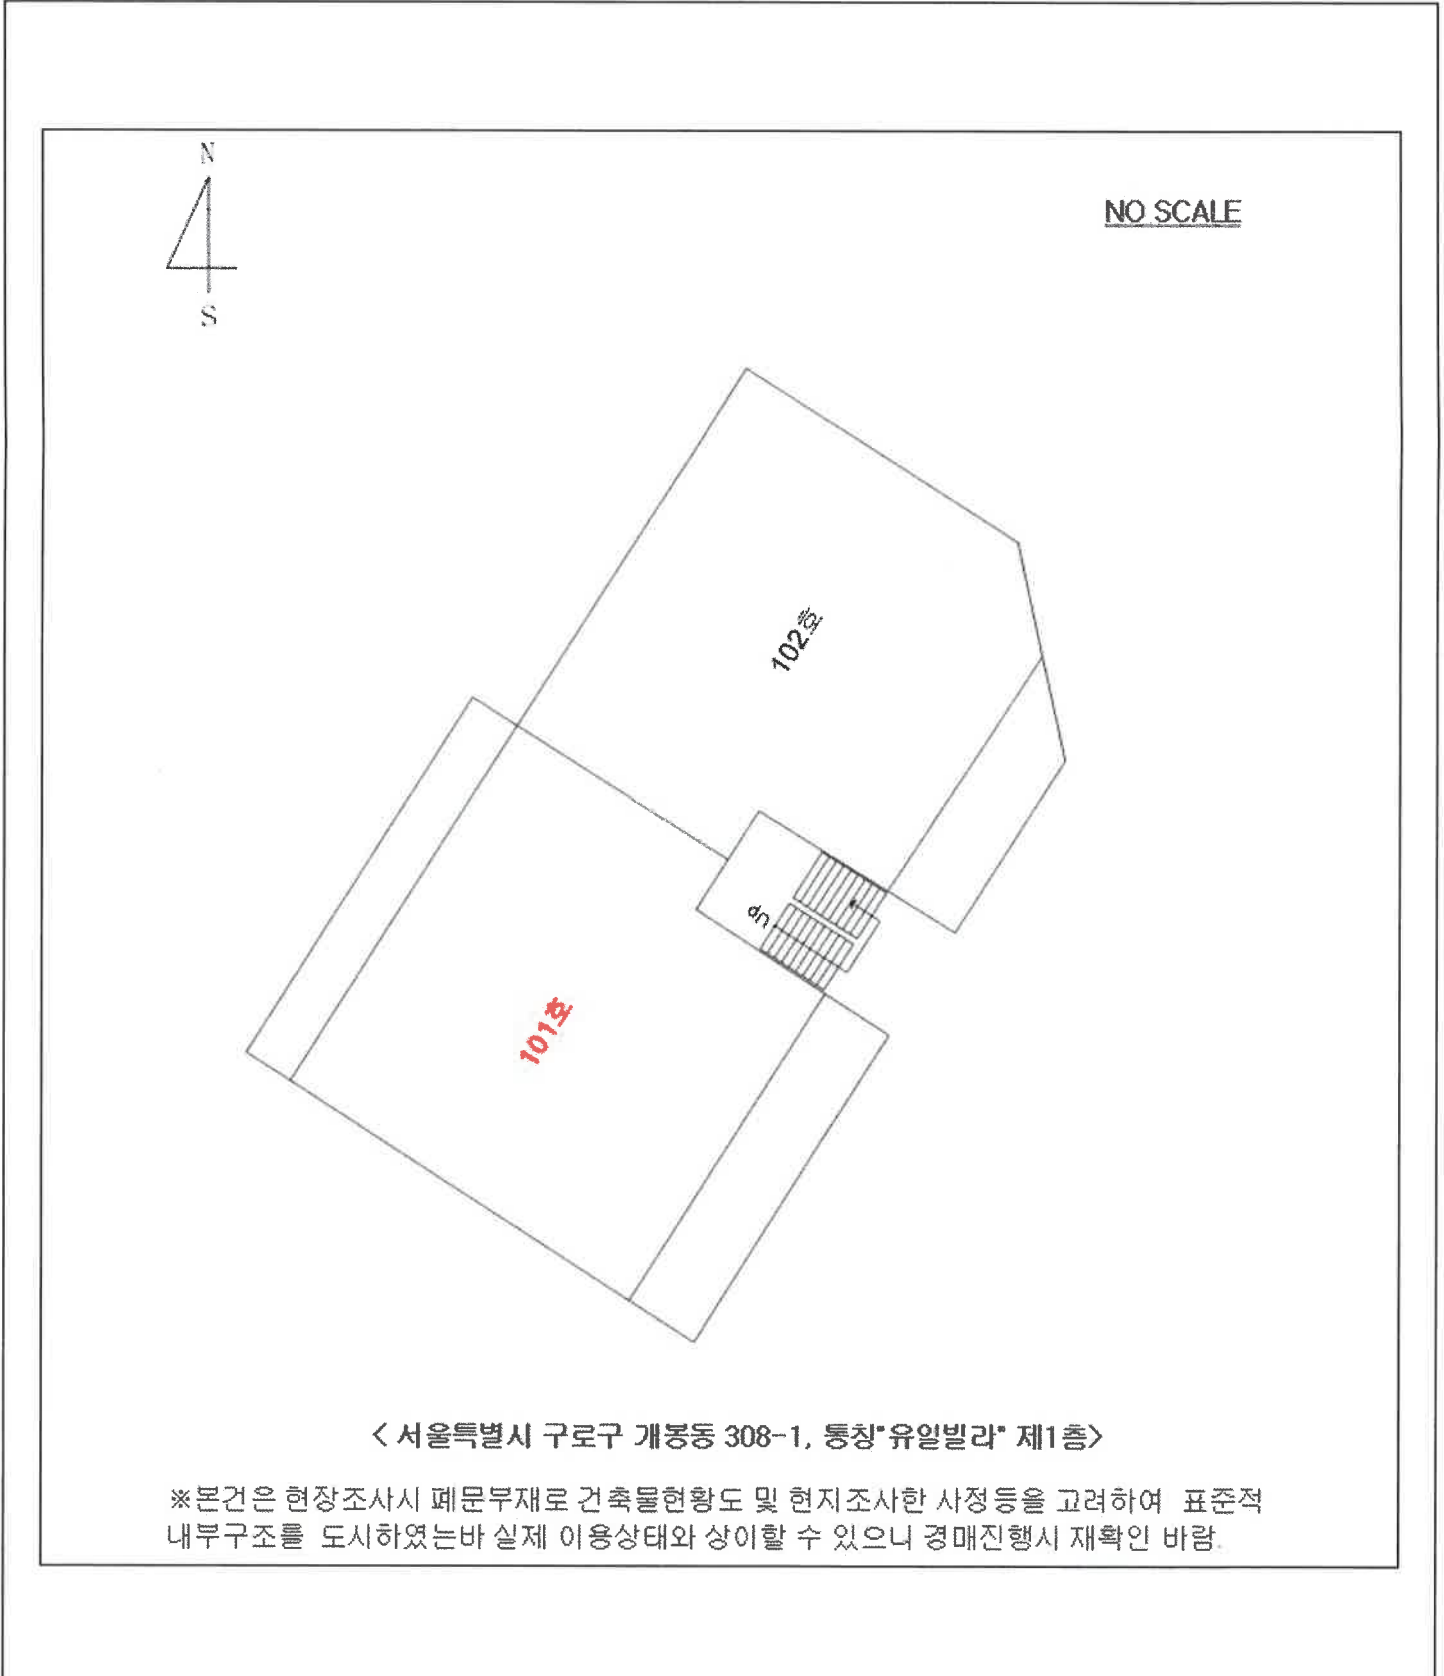 N
S
NO SCALE
102호
Up
101호
< 서울특별시 구로구 개봉동 308-1, 통칭"유일빌라" 제1층>
※본건은 현장조사시 폐문부재로 건축물현황도 및 현지조사한 사정등을 고려하여 표준적
내부구조를 도시하였는바 실제 이용상태와 상이할 수 있으니 경매진행시 재확인 바람.